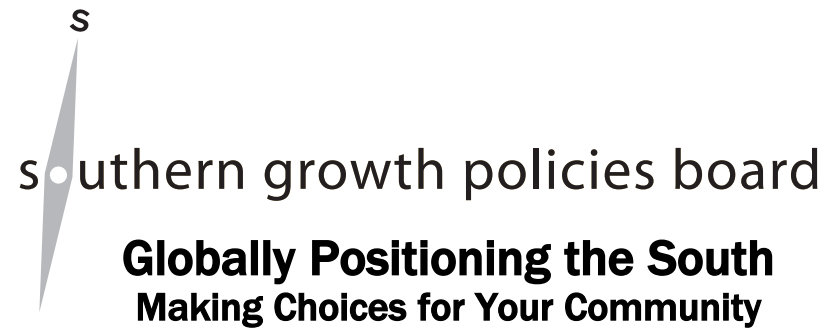 S
southern growth policies board
Globally Positioning the South
Making Choices for Your Community